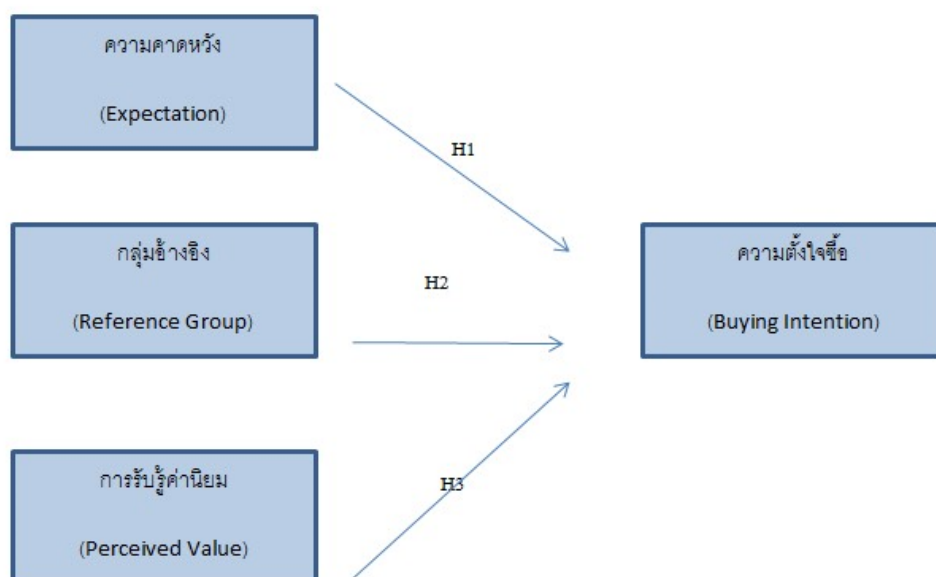 ความคาดหวัง
(Expectation)
H1
กลุ่มอ้างอิง
(Reference Group)
H2
ความตั้งใจซื้อ
(Buying Intention)
การรับรู้ค่านิยม
(Perceived Value)
H3